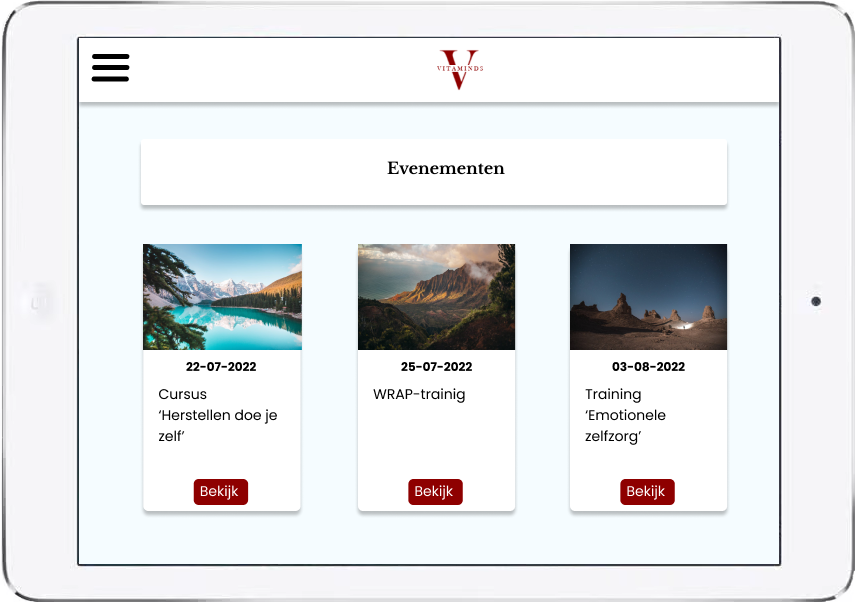 VITAMINDS
Evenementen
22-07-2022
Cursus
‘Herstellen doe je
zelf’
Bekijk
25-07-2022
WRAP-trainig
Bekijk
03-08-2022
Training
‘Emotionele
zelfzorg’
Bekijk